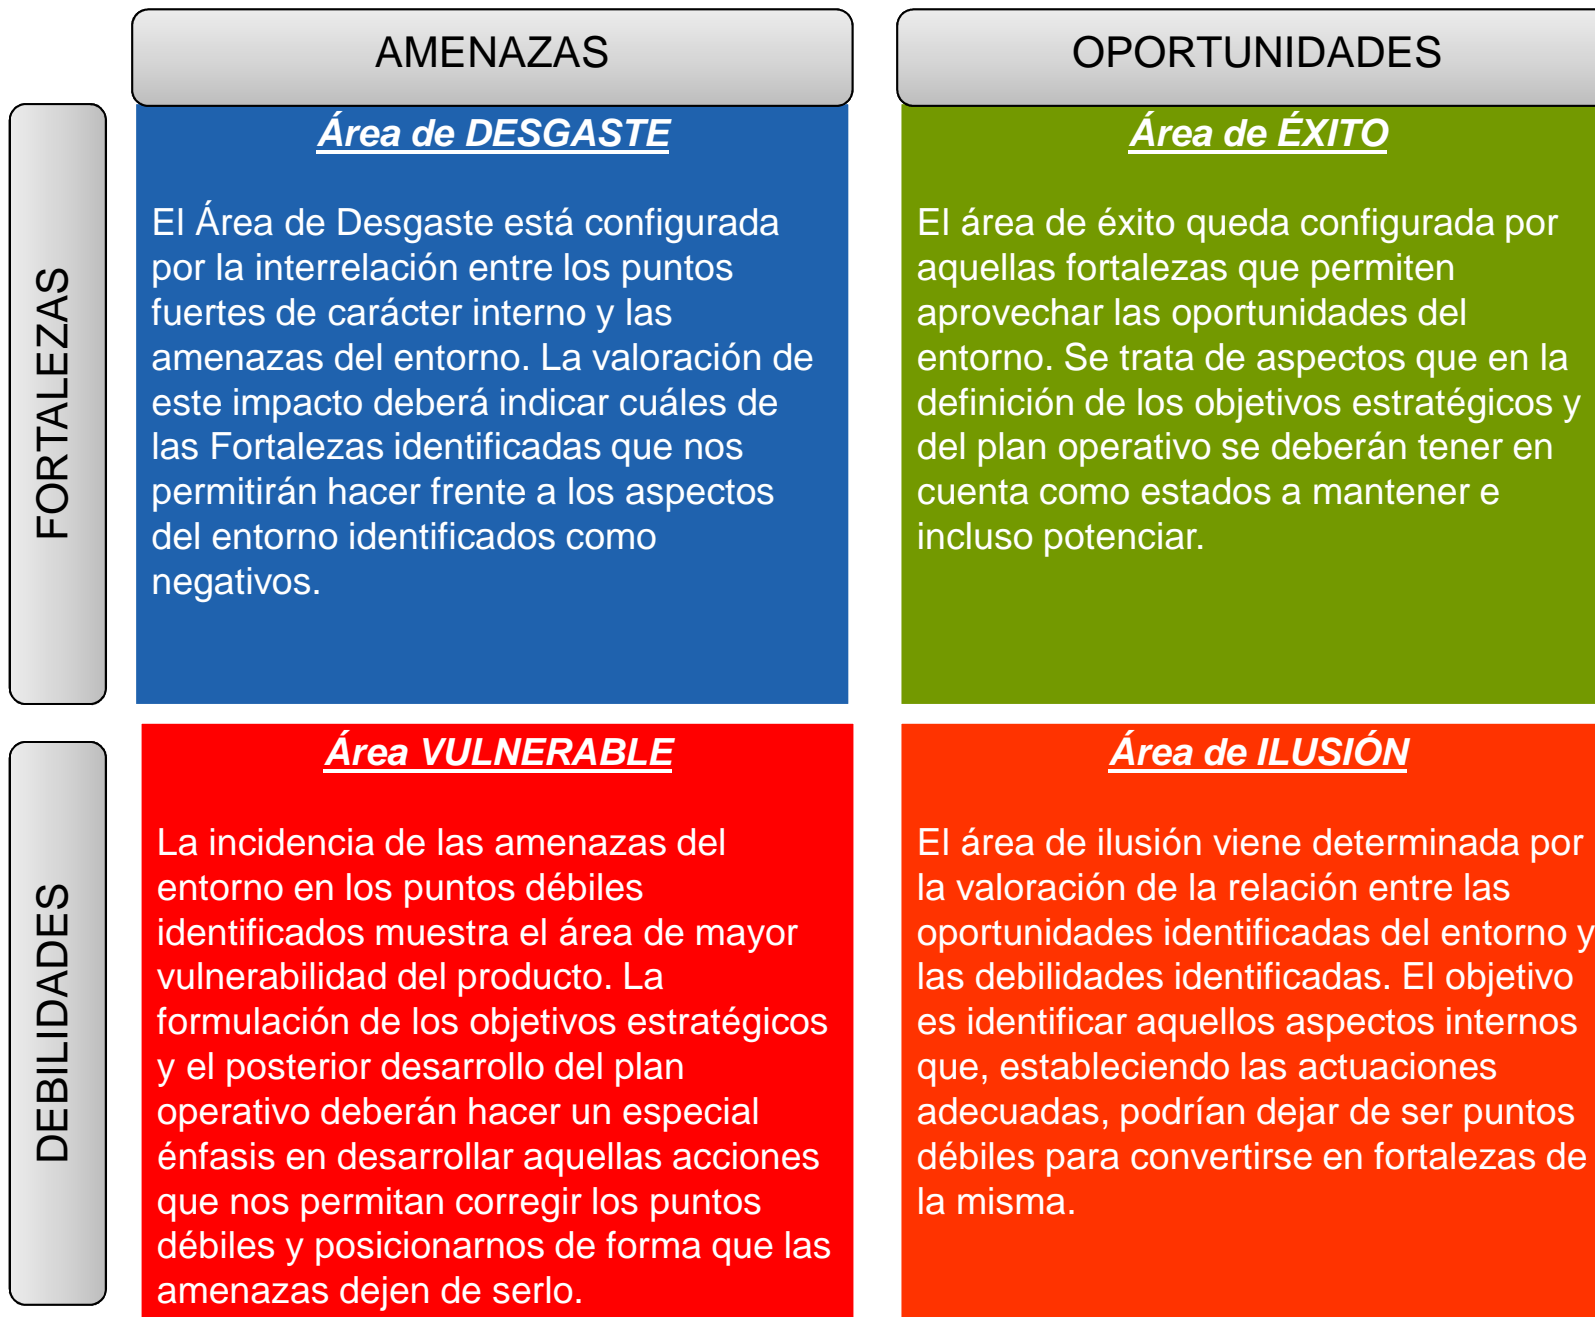 AMENAZAS
OPORTUNIDADES
FORTALEZAS
Área de DESGASTE
El Área de Desgaste está configurada
por la interrelación entre los puntos
fuertes de carácter interno y las
amenazas del entorno. La valoración de
este impacto deberá indicar cuáles de
las Fortalezas identificadas que nos
permitirán hacer frente a los aspectos
del entorno identificados como
negativos.
Área de ÉXITO
El área de éxito queda configurada por
aquellas fortalezas que permiten
aprovechar las oportunidades del
entorno. Se trata de aspectos que en la
definición de los objetivos estratégicos y
del plan operativo se deberán tener en
cuenta como estados a mantener e
incluso potenciar.
DEBILIDADES
Área VULNERABLE
La incidencia de las amenazas del
entorno en los puntos débiles
identificados muestra el área de mayor
vulnerabilidad del producto. La
formulación de los objetivos estratégicos
y el posterior desarrollo del plan
operativo deberán hacer un especial
énfasis en desarrollar aquellas acciones
que nos permitan corregir los puntos
débiles y posicionarnos de forma que las
amenazas dejen de serlo.
Área de ILUSIÓN
El área de ilusión viene determinada por
la valoración de la relación entre las
oportunidades identificadas del entorno y
las debilidades identificadas. El objetivo
es identificar aquellos aspectos internos
que, estableciendo las actuaciones
adecuadas, podrían dejar de ser puntos
débiles para convertirse en fortalezas de
la misma.